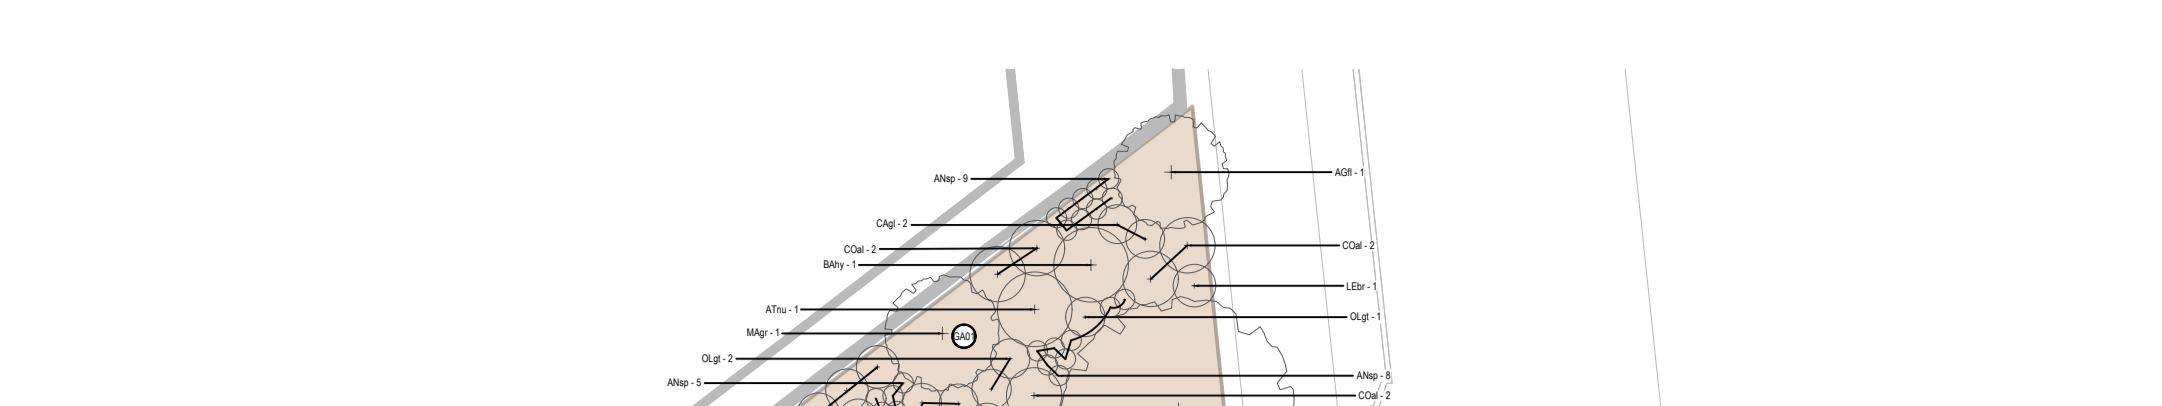 AGfl - 1
ANsp - 9
CAgl - 2
COal - 2
COal - 2
BAhy - 1
LEbr - 1
ATnu - 1
OLgt - 1
MAgr - 1
GA01
OLgt - 2
ANsp - 8
ANsp - 5
COal - 2